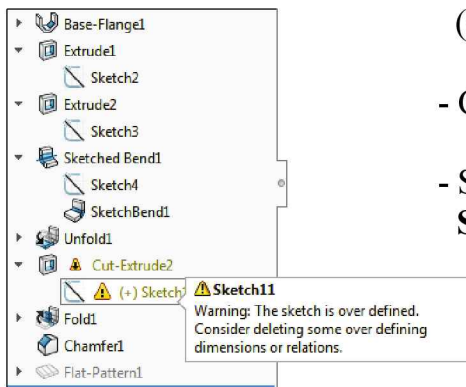 Base-Flange1
(
Extrude1
Sketch2
Extrude2
- C
Sketch3
Sketched Bend1
Sketch4
- S
SketchBend1
S
Unfold1
Cut-Extrude2
(+) Sketch
Sketch11
Warning: The sketch is over defined.
Consider deleting some over defining
dimensions or relations.
Fold1
Chamfer1
Flat-Pattern1